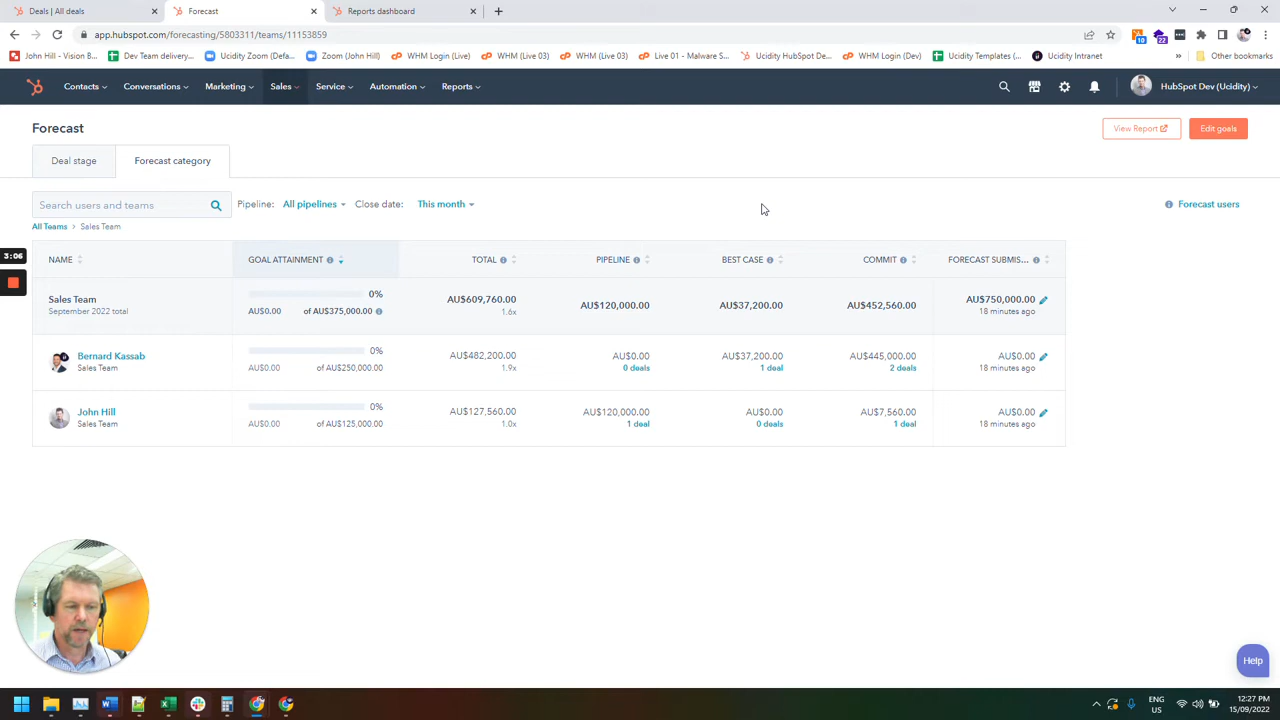 Deals | All deals
Forecast
Reports dashboard
app.hubspot.com/forecasting/5803311/teams/11153859
10
22
John Hill - Vision B...
Dev Team delivery...
Ucidity Zoom (Defa...
Zoom (John Hill)
WHM Login (Live)
WHM (Live 03)
WHM (Live 03)
Live 01 - Malware S...
Ucidity HubSpot De...
WHM Login (Dev)
Ucidity Templates (...
Ucidity Intranet
»
Other bookmarks
Contacts
Conversations
Marketing
Sales
Service
Automation
Reports
HubSpot Dev (Ucidity)
Forecast
View Report
Edit goals
Deal stage
Forecast category
Search users and teams
Pipeline:
All pipelines
Close date:
This month
Forecast users
All Teams > Sales Team
3:06
NAME
GOAL ATTAINMENT
TOTAL
PIPELINE
BEST CASE
COMMIT
FORECAST SUBMIS...
Sales Team
September 2022 total
0%
AU$0.00
of AU$375,000.00
AU$609,760.00
1.6x
AU$120,000.00
AU$37,200.00
AU$452,560.00
AU$750,000.00
18 minutes ago
Bernard Kassab
Sales Team
0%
AU$0.00
of AU$250,000.00
AU$482,200.00
1.9x
AU$0.00
0 deals
AU$37,200.00
1 deal
AU$445,000.00
2 deals
AU$0.00
18 minutes ago
John Hill
Sales Team
0%
AU$0.00
of AU$125,000.00
AU$127,560.00
1.0x
AU$120,000.00
1 deal
AU$0.00
0 deals
AU$7,560.00
1 deal
AU$0.00
18 minutes ago
Help
ENG
US
12:27 PM
15/09/2022